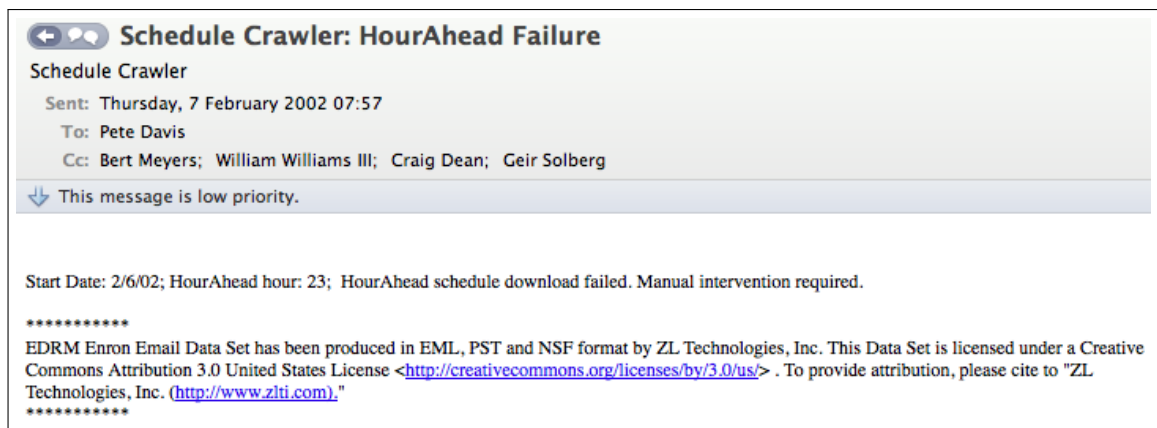 Schedule Crawler: HourAhead Failure
Schedule Crawler
Sent: Thursday, 7 February 2002 07:57
To: Pete Davis
Cc: Bert Meyers; William Williams III; Craig Dean; Geir Solberg
This message is low priority.
Start Date: 2/6/02; HourAhead hour: 23;  HourAhead schedule download failed. Manual intervention required.
***********
EDRM Enron Email Data Set has been produced in EML, PST and NSF format by ZL Technologies, Inc. This Data Set is licensed under a Creative
Commons Attribution 3.0 United States License <http://creativecommons.org/licenses/by/3.0/us/> . To provide attribution, please cite to "ZL
Technologies, Inc. (http://www.zlti.com)."
***********